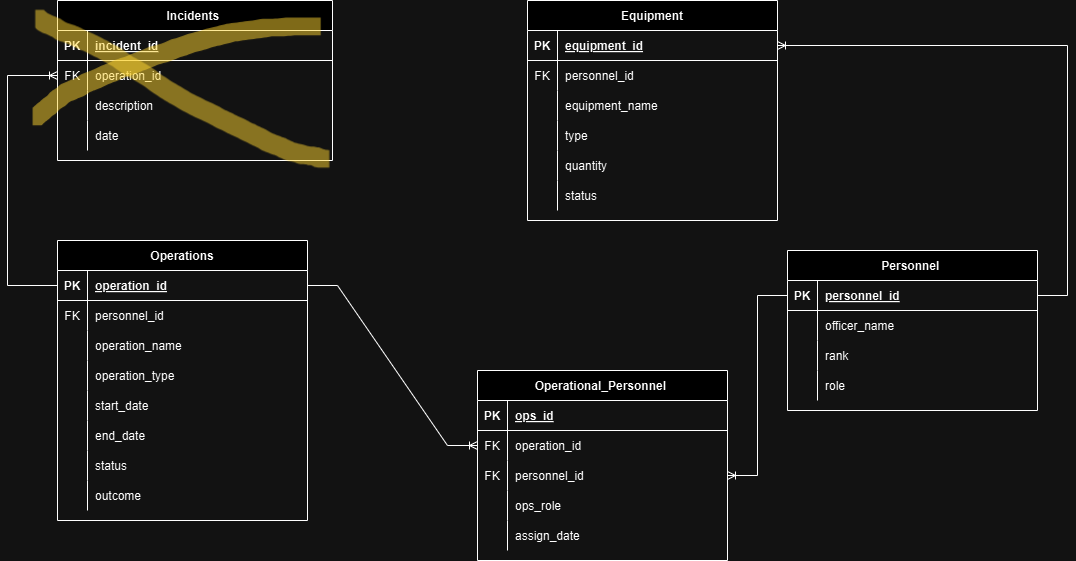 Incidents
PK incident_id
FK operation_id
description
date
Equipment
PK equipment_id
FK personnel_id
equipment_name
type
quantity
status
Operations
PK operation_id
FK personnel_id
operation_name
operation_type
start_date
end_date
status
outcome
Personnel
PK personnel_id
officer_name
rank
role
Operational_Personnel
PK ops_id
FK operation_id
FK personnel_id
ops_role
assign_date